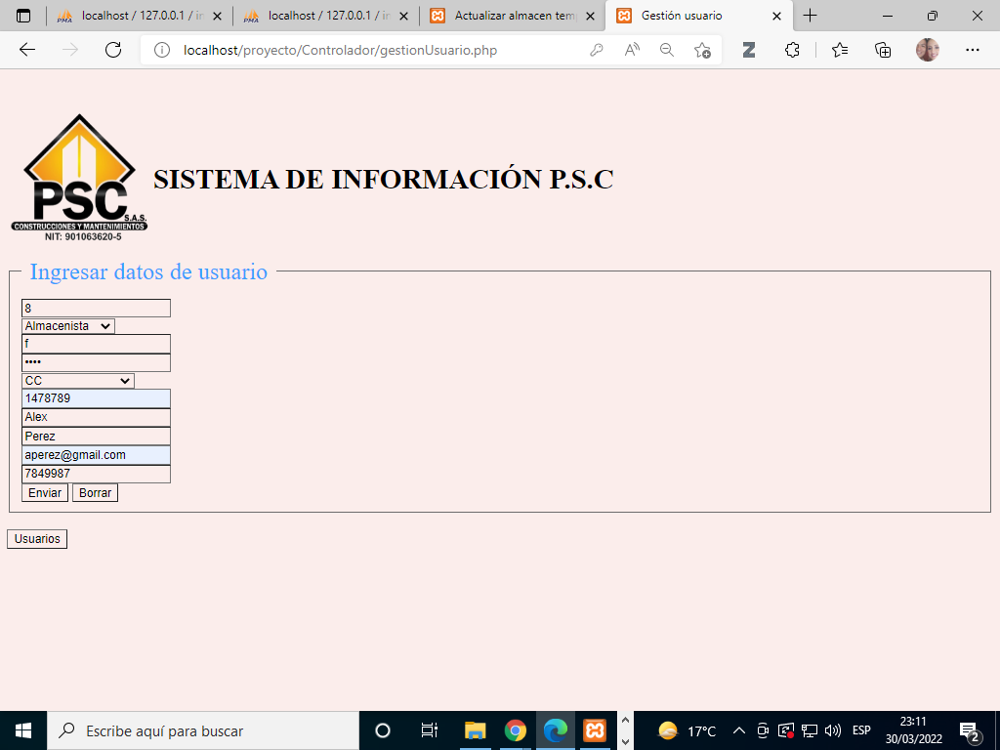 localhost / 127.0.0.1 / ir
localhost / 127.0.0.1 / ir
Actualizar almacen tem
Gestión usuario
localhost/proyecto/Controlador/gestionUsuario.php
PSC
S.A.S.
CONSTRUCCIONES Y MANTENIMIENTOS
NIT: 901063620-5
SISTEMA DE INFORMACIÓN P.S.C
Ingresar datos de usuario
8
Almacenista
f
••••
CC
1478789
Alex
Perez
aperez@gmail.com
7849987
Enviar Borrar
Usuarios
Escribe aquí para buscar
17°C
ESP
23:11
30/03/2022
2